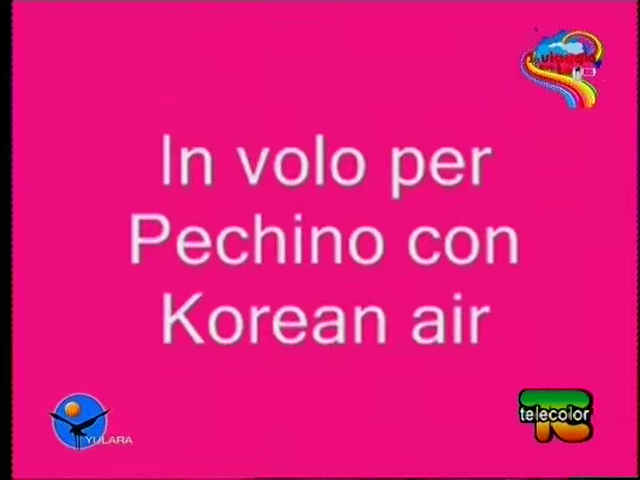 In volo per
Pechino con
Korean air
YULARA
telecolor